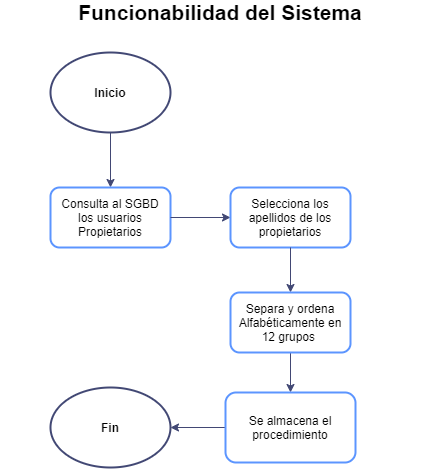 Funcionabilidad del Sistema
Inicio
Consulta al SGBD
los usuarios
Propietarios
Selecciona los
apellidos de los
propietarios
Separa y ordena
Alfabéticamente en
12 grupos
Se almacena el
procedimiento
Fin